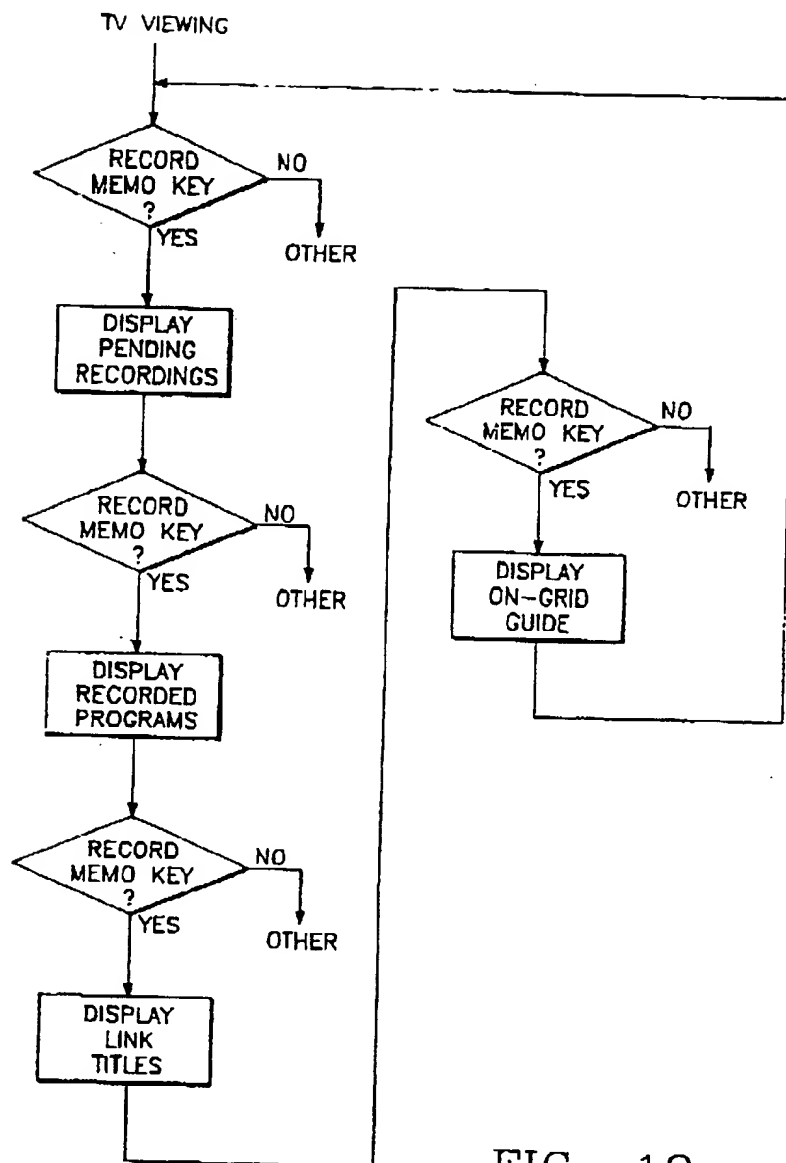 TV VIEWING
RECORD
MEMO KEY
?
NO
YES
OTHER
DISPLAY
PENDING
RECORDINGS
RECORD
MEMO KEY
?
NO
YES
OTHER
DISPLAY
RECORDED
PROGRAMS
RECORD
MEMO KEY
?
NO
YES
OTHER
DISPLAY
LINK
TITLES
RECORD
MEMO KEY
?
NO
YES
OTHER
DISPLAY
ON-GRID
GUIDE